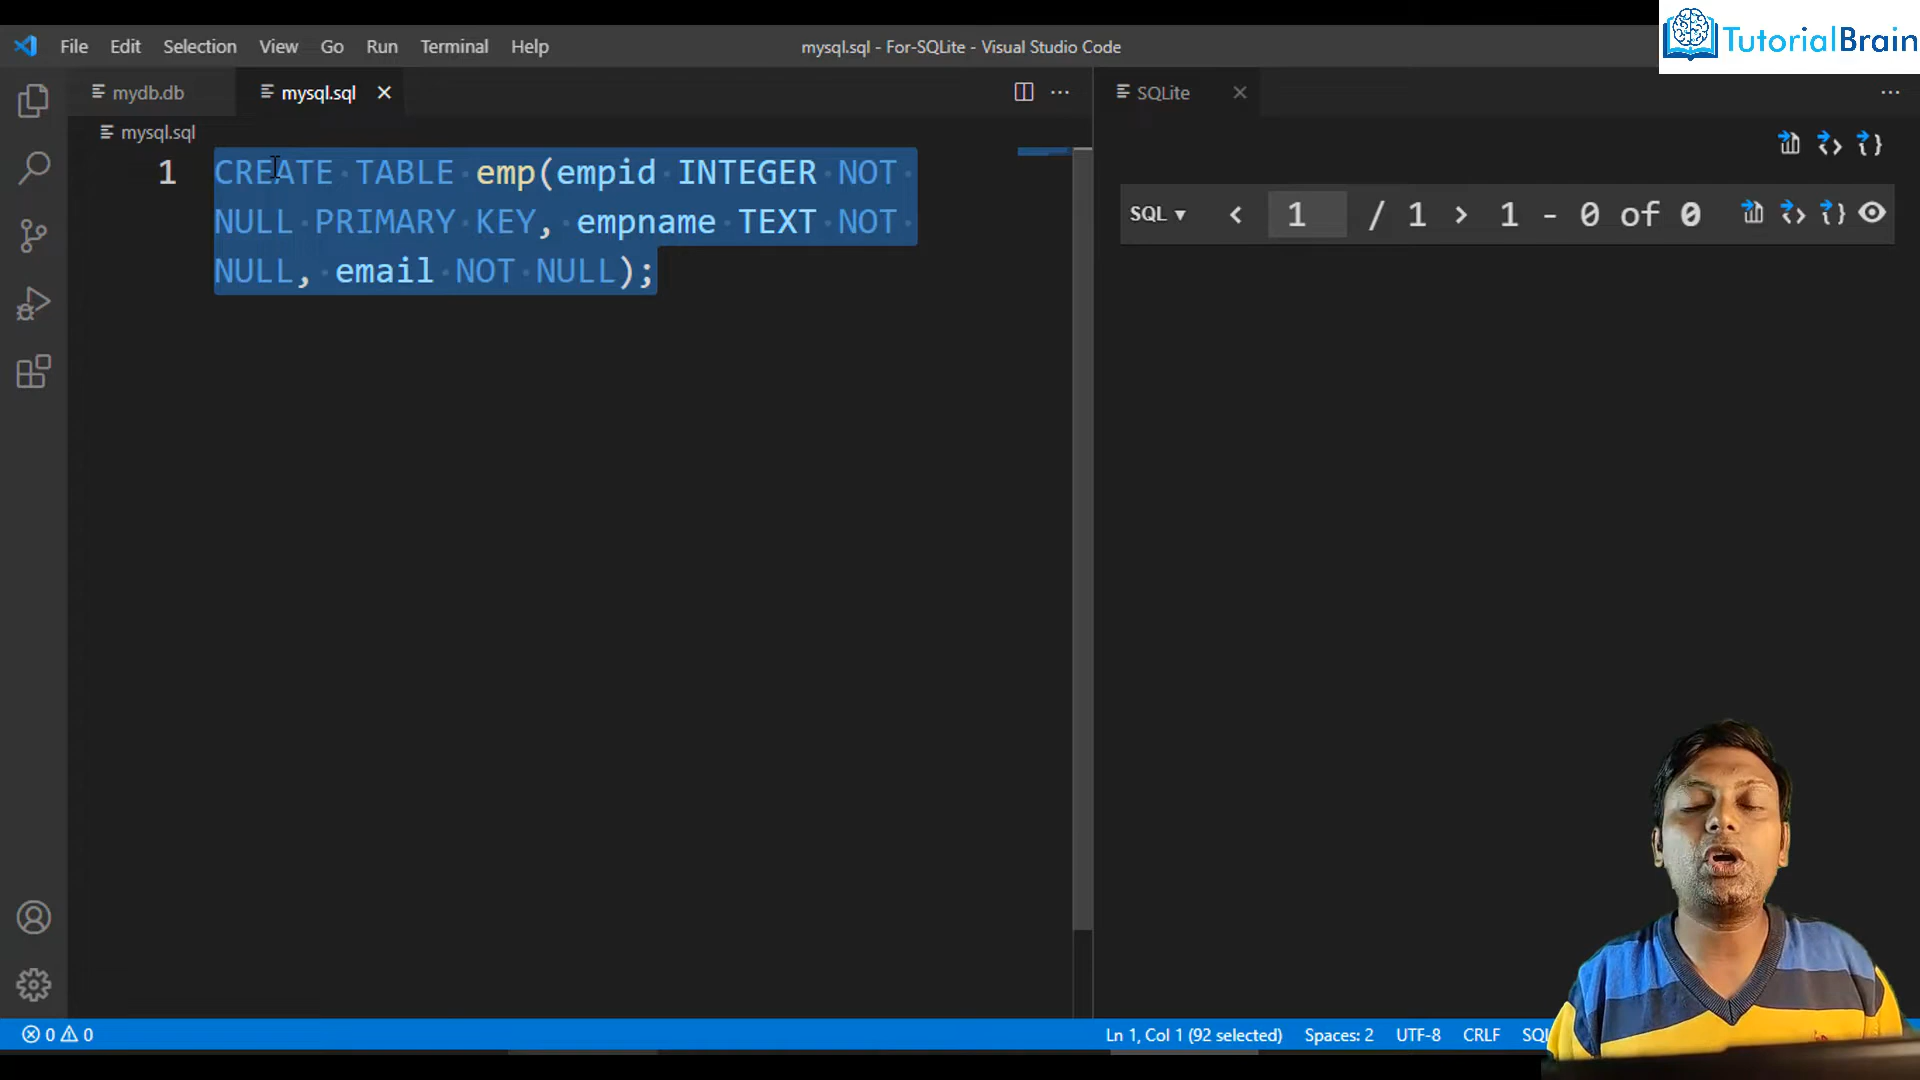 File Edit Selection View Go Run Terminal Help
mysql.sql - For-SQLite - Visual Studio Code
TutorialBrain
mydb.db
mysql.sql
SQLite
mysql.sql
1
CREATE TABLE emp(empid INTEGER NOT
NULL PRIMARY KEY, empname TEXT NOT
NULL, email NOT NULL);
SQL < 1 / 1 > 1 - 0 of 0
0 0
Ln 1, Col 1 (92 selected) Spaces: 2 UTF-8 CRLF